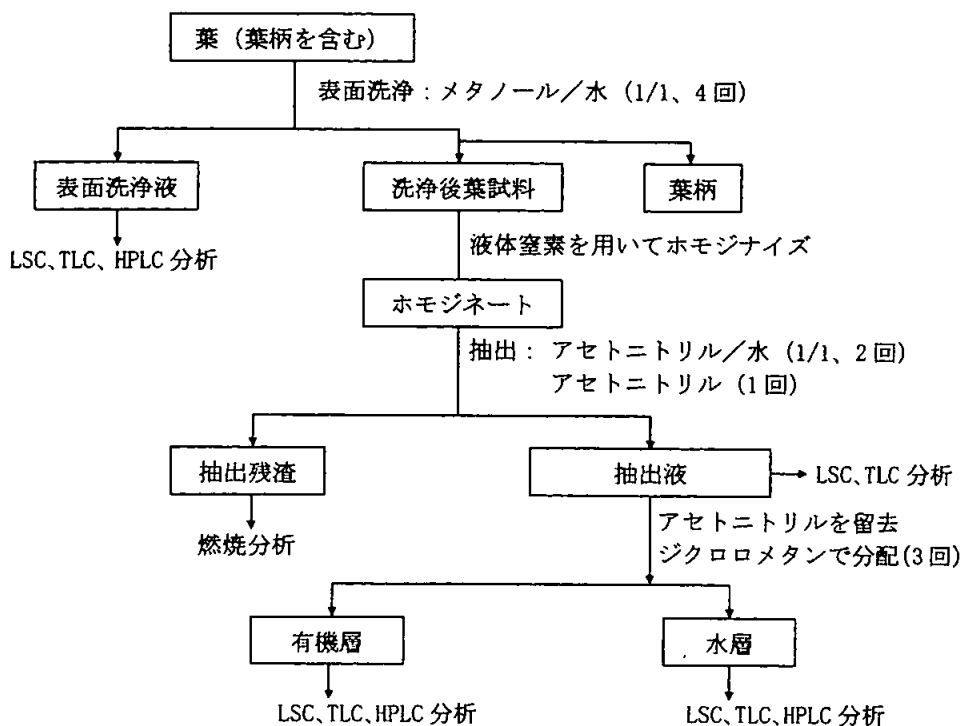 葉（葉柄を含む）
表面洗浄：メタノール／水（1/1、4回）
表面洗浄液
洗浄後葉試料
葉柄
LSC、TLC、HPLC 分析
液体窒素を用いてホモジナイズ
ホモジネート
抽出：アセトニトリル／水（1/1、2回）
アセトニトリル（1回）
抽出残渣
抽出液
LSC、TLC 分析
燃焼分析
アセトニトリルを留去
ジクロロメタンで分配(3回)
有機層
水層
LSC、TLC、HPLC 分析
LSC、TLC、HPLC 分析